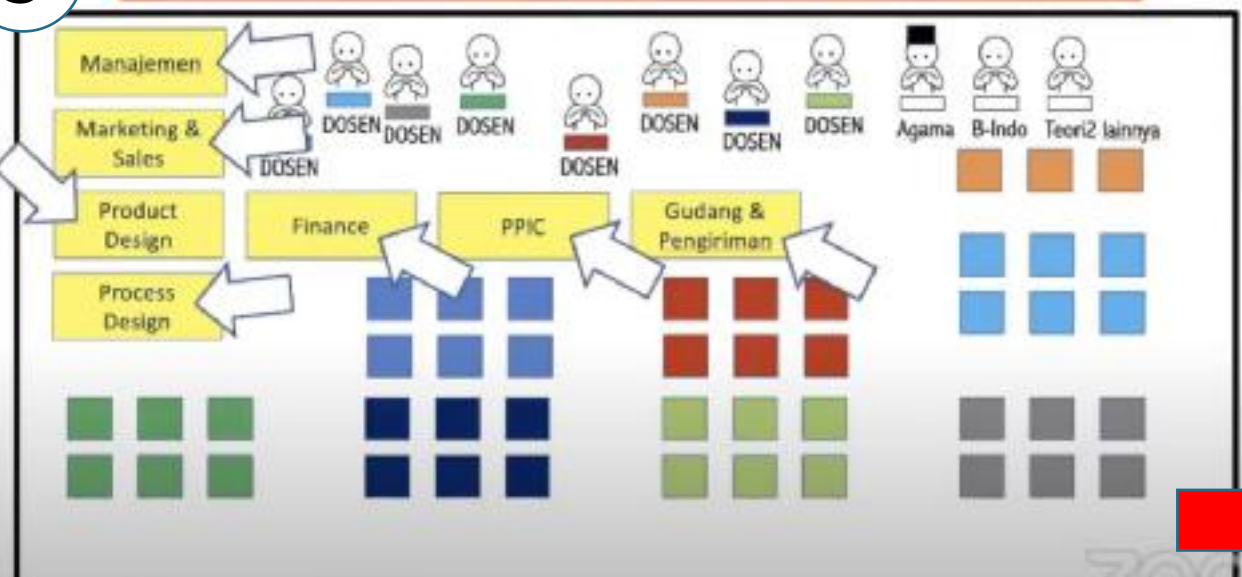 Manajemen
DOSEN
DOSEN
DOSEN
DOSEN
DOSEN
DOSEN
DOSEN
DOSEN
Agama
B-Indo
Teori2 lainnya
Marketing &
Sales
Product
Design
Finance
PPIC
Gudang &
Pengiriman
Process
Design